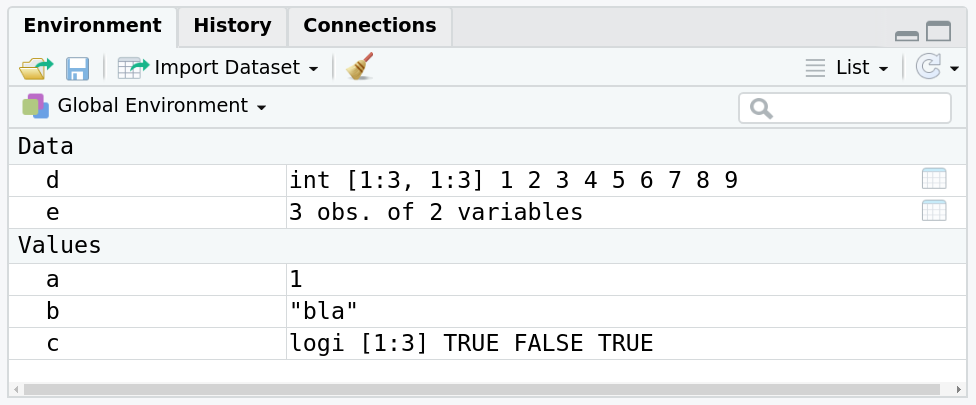 Environment History Connections
Import Dataset List
Global Environment
Data
d int [1:3, 1:3] 1 2 3 4 5 6 7 8 9
e 3 obs. of 2 variables
Values
a 1
b "bla"
c logi [1:3] TRUE FALSE TRUE